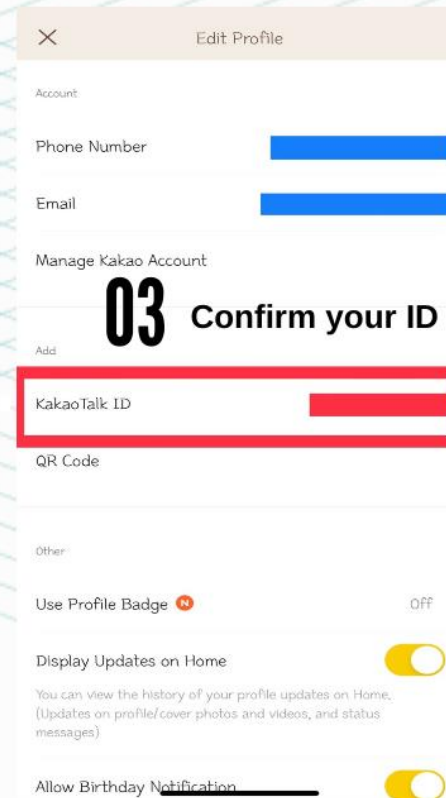 Edit Profile
Account
Phone Number
Email
Manage Kakao Account
03 Confirm your ID
Add
KakaoTalk ID
QR Code
Other
Use Profile Badge N
Off
Display Updates on Home
You can view the history of your profile updates on Home.
(Updates on profile/cover photos and videos, and status
messages)
Allow Birthday Notification